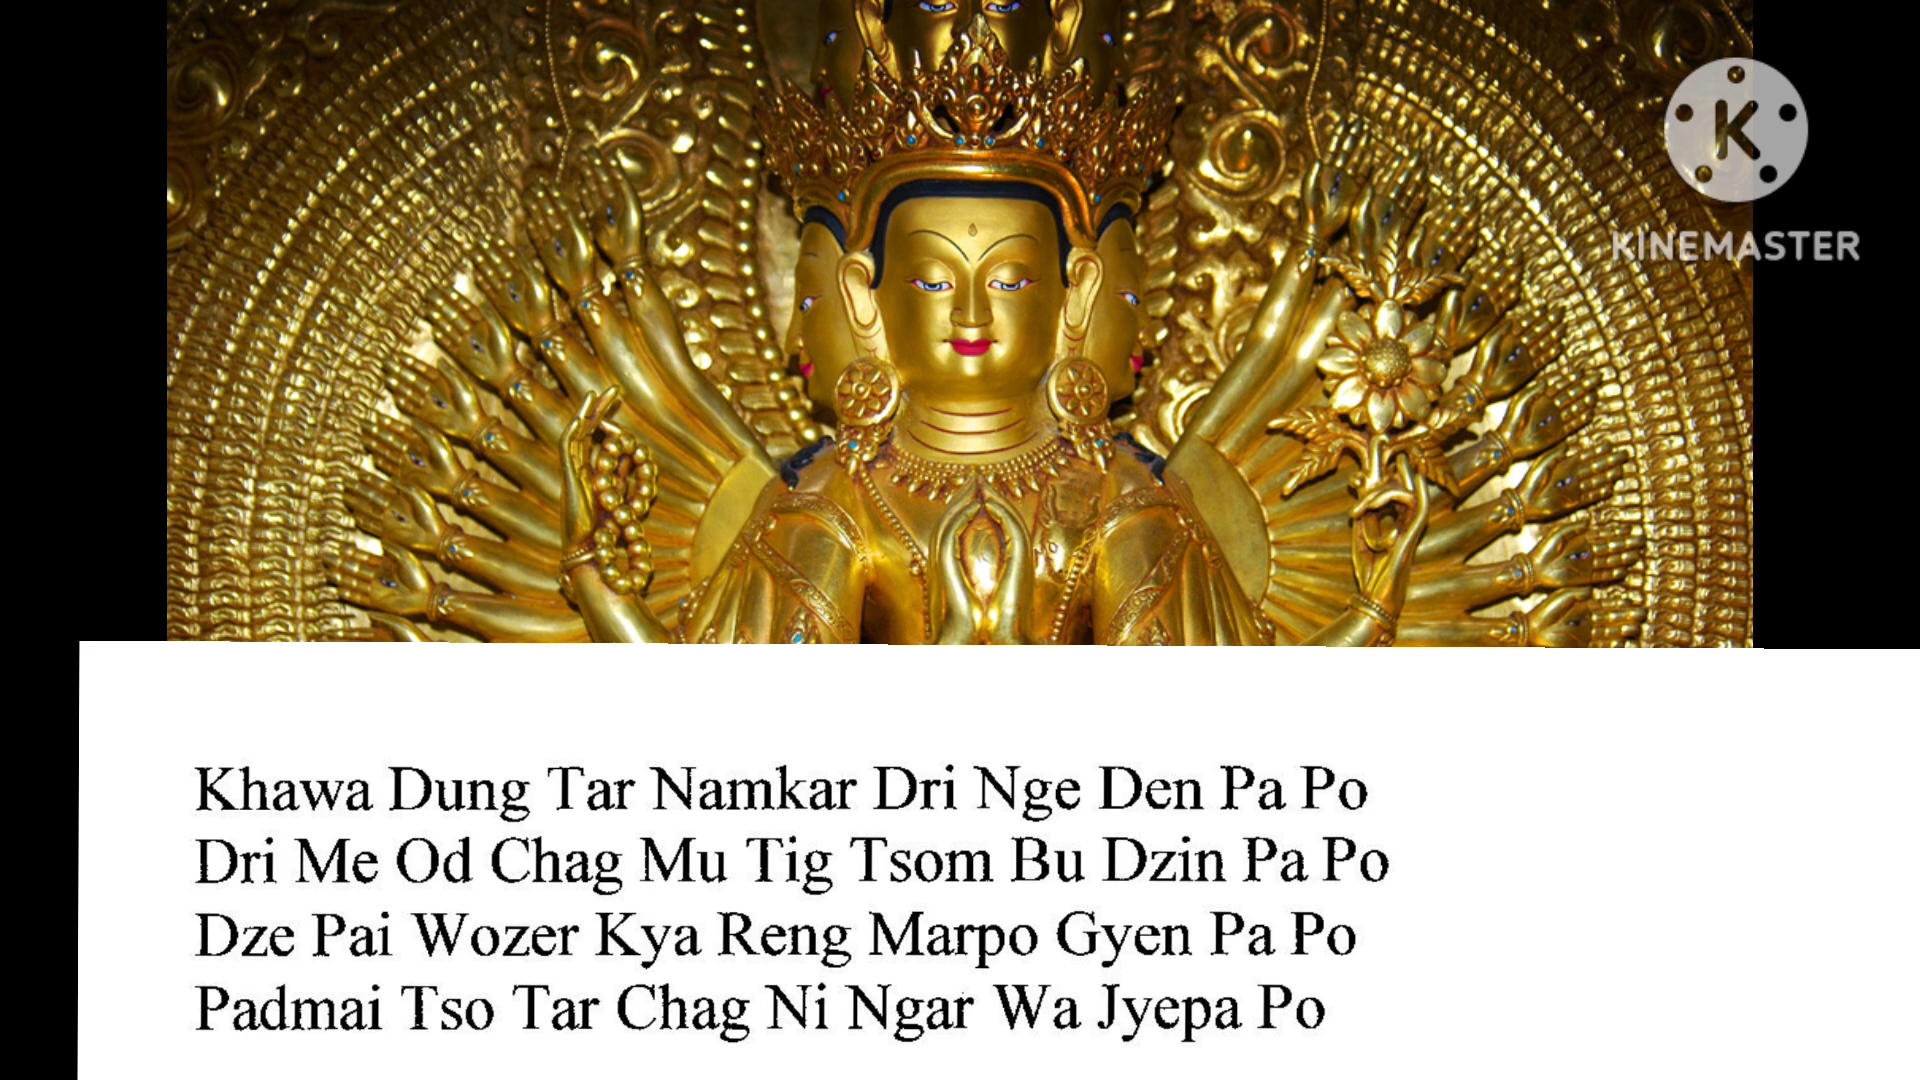 K
KINEMASTER
Khawa Dung Tar Namkar Dri Nge Den Pa Po
Dri Me Od Chag Mu Tig Tsom Bu Dzin Pa Po
Dze Pai Wozer Kya Reng Marpo Gyen Pa Po
Padmai Tso Tar Chag Ni Ngar Wa Jyepa Po